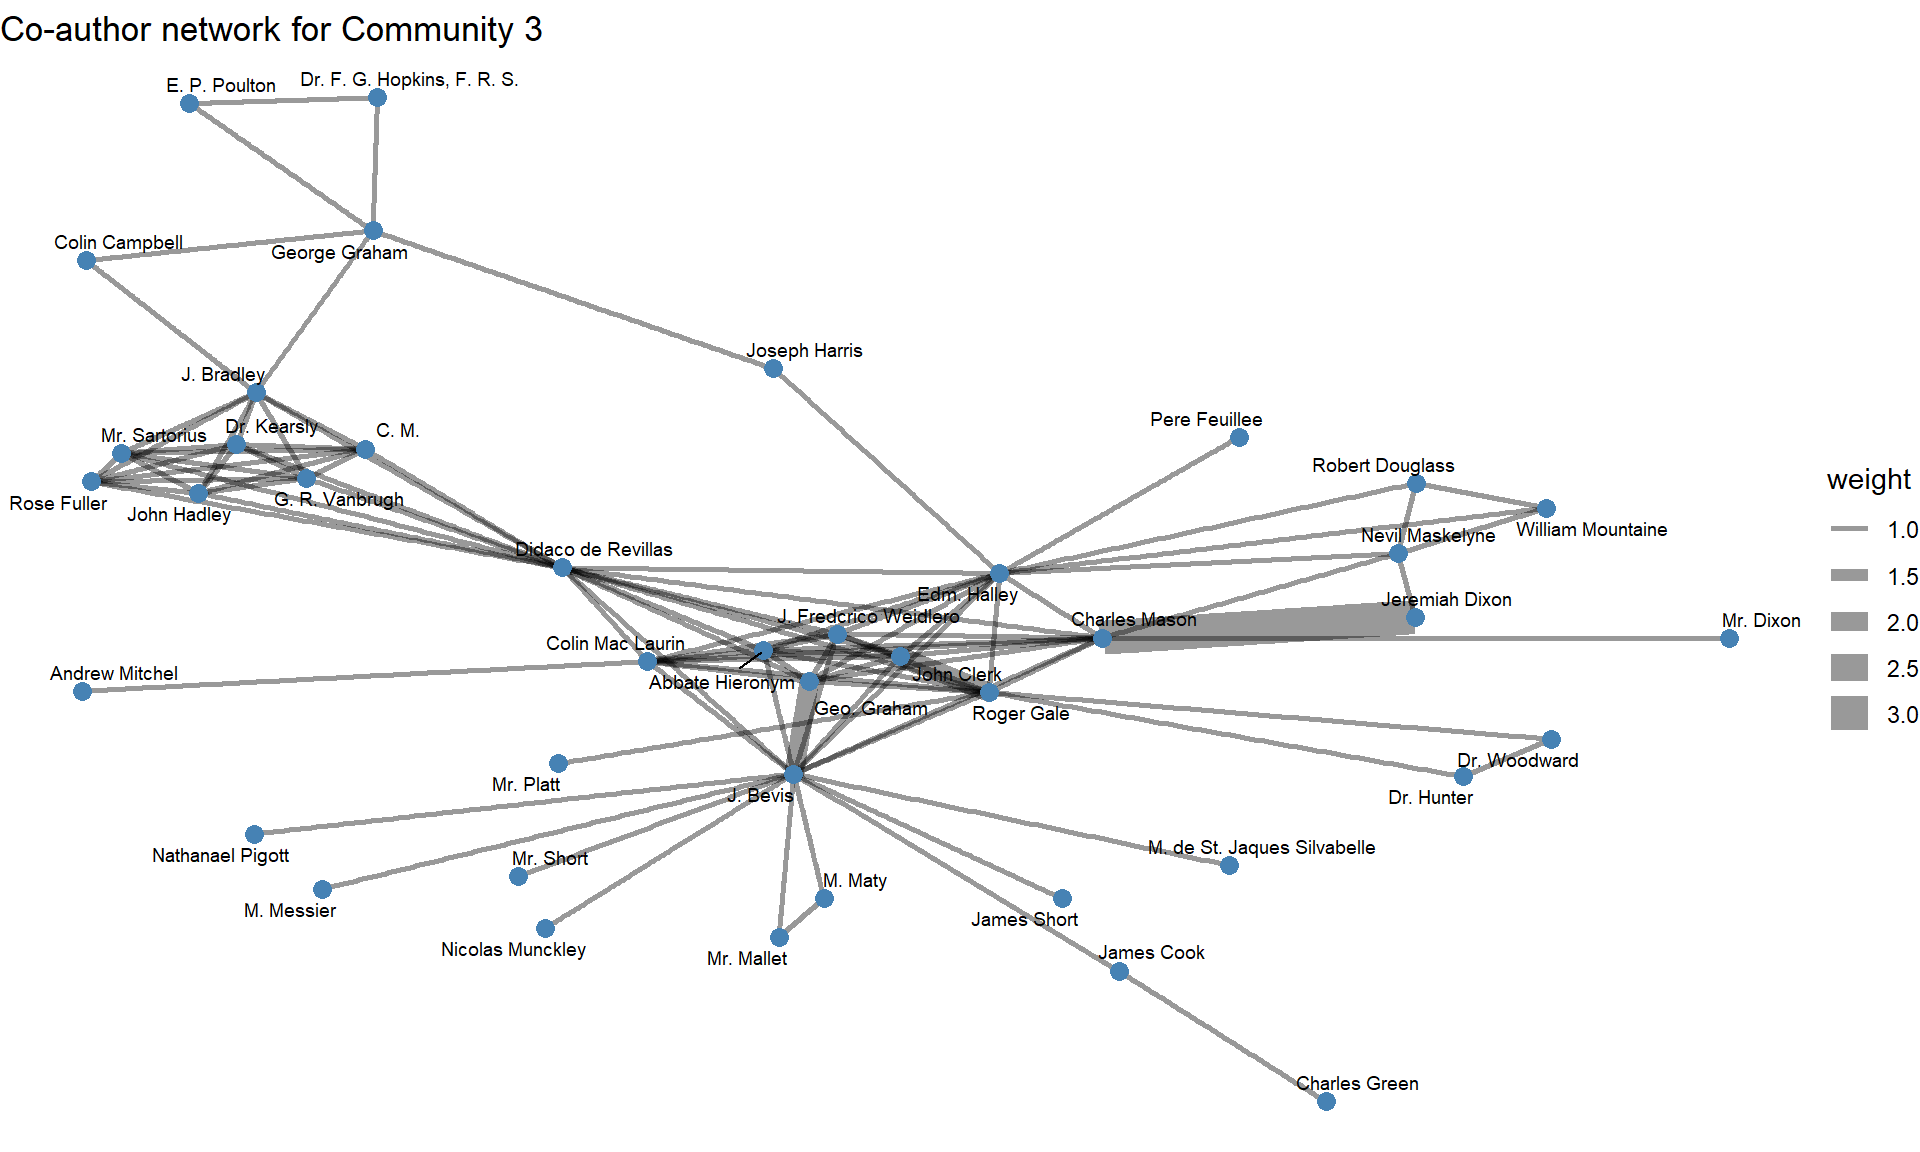 Co-author network for Community 3
E. P. Poulton
Dr. F. G. Hopkins, F. R. S.
Colin Campbell
George Graham
Joseph Harris
J. Bradley
Pere Feuillee
Mr. Sartorius
Dr. Kearsly
C. M.
Robert Douglass
Rose Fuller
John Hadley
G. R. Vanbrugh
William Mountaine
Nevil Maskelyne
Didaco de Revillas
Edm. Halley
Jeremiah Dixon
J. Fredcrico Weidlero
Charles Mason
Mr. Dixon
Colin Mac Laurin
Andrew Mitchel
Abbate Hieronym
John Clerk
Geo. Graham
Roger Gale
Mr. Platt
Dr. Woodward
J. Bevis
Dr. Hunter
Nathanael Pigott
Mr. Short
M. de St. Jaques Silvabelle
M. Messier
M. Maty
James Short
Nicolas Munckley
Mr. Mallet
James Cook
Charles Green
weight
1.0
1.5
2.0
2.5
3.0